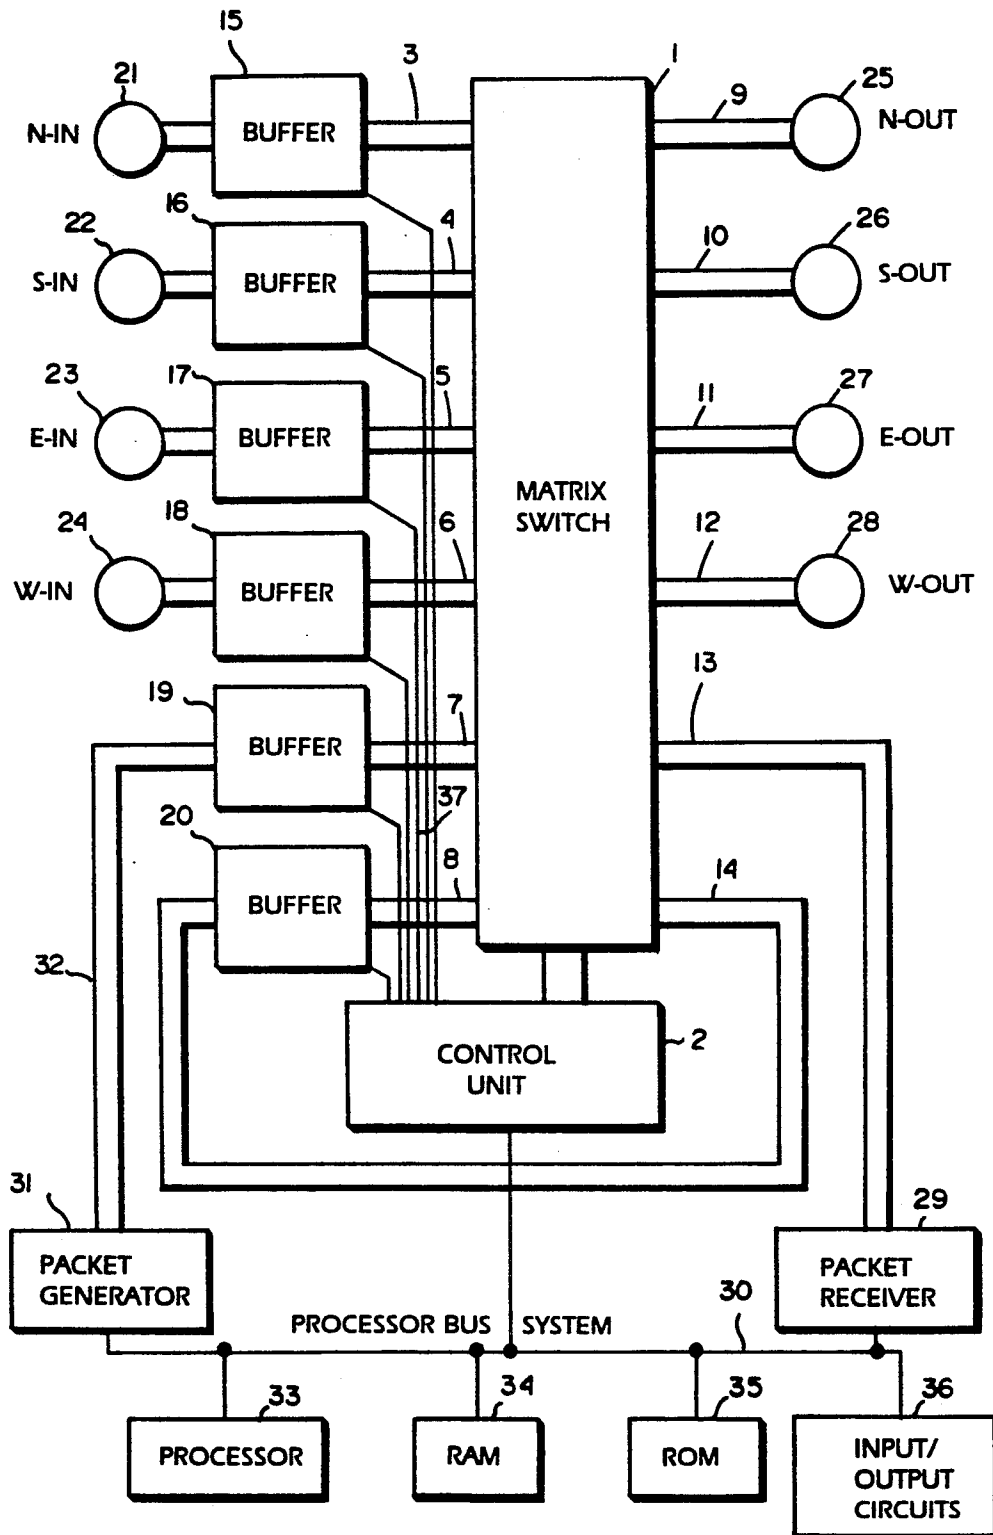 15
21
3
1
9
25
N-IN
BUFFER
N-OUT
16
22
4
10
26
S-IN
BUFFER
S-OUT
23
17
5
11
27
E-IN
BUFFER
E-OUT
MATRIX
SWITCH
24
18
6
12
28
W-IN
BUFFER
W-OUT
19
7
13
BUFFER
37
20
8
14
BUFFER
32
2
CONTROL
UNIT
31
29
PACKET
GENERATOR
PACKET
RECEIVER
30
PROCESSOR BUS SYSTEM
33
34
35
36
PROCESSOR
RAM
ROM
INPUT/
OUTPUT
CIRCUITS